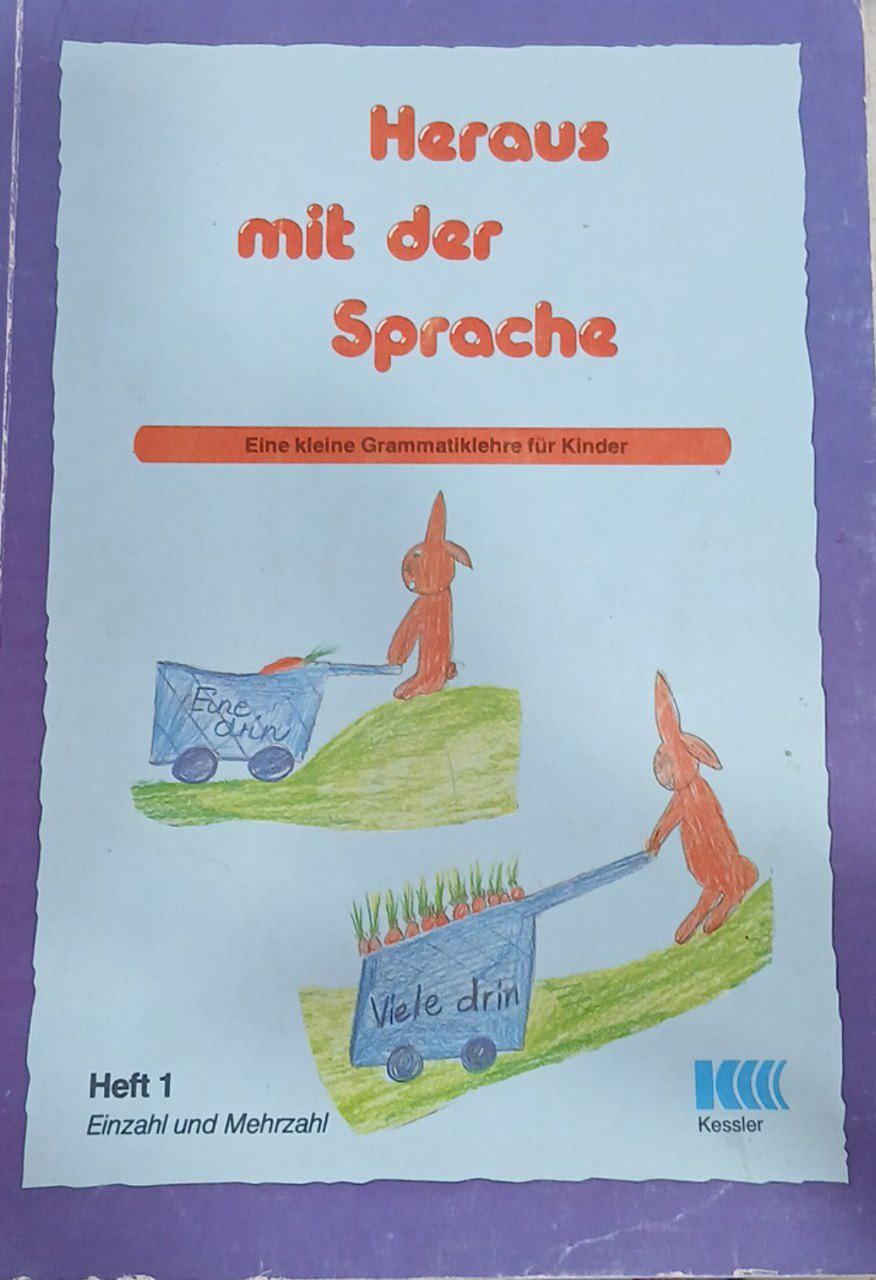 Heraus
mit der
Sprache
Eine kleine Grammatiklehre für Kinder
Eine
drin
Viele drin
Heft 1
Einzahl und Mehrzahl
Kessler